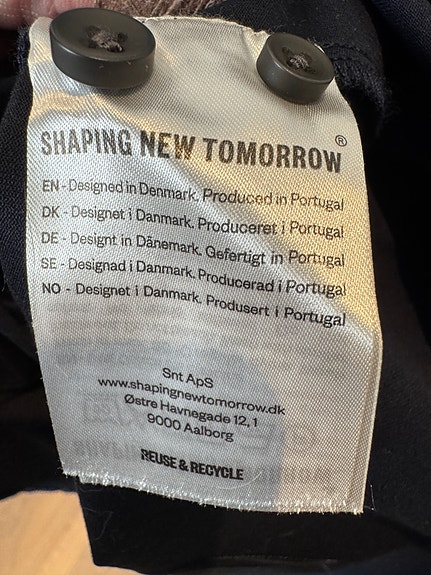 SHAPING NEW TOMORROW®
EN - Designed in Denmark. Produced in Portugal
DK - Designet i Danmark. Produceret i Portugal
DE - Designt in Dänemark. Gefertigt in Portugal
SE - Designad i Danmark. Producerad i Portugal
NO - Designet i Danmark. Produsert i Portugal
Snt ApS
www.shapingnewtomorrow.dk
Østre Havnegade 12, 1
9000 Aalborg
REUSE & RECYCLE